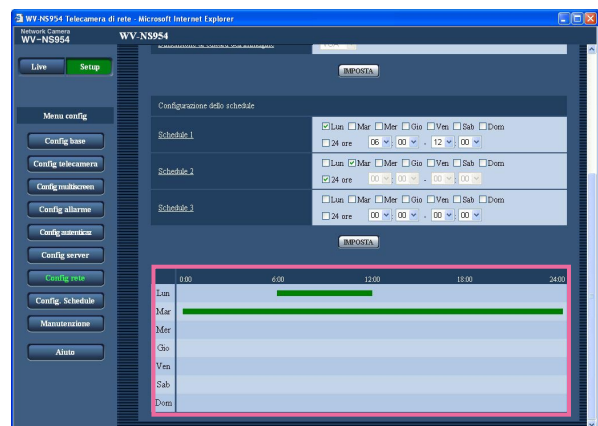 WV-NS954 Telecamera di rete - Microsoft Internet Explorer
Network Camera
WV-NS954
WV-NS954
Live
Setup
IMPOSTA
Menu config
Config base
Config telecamera
Config multiscreen
Config allarme
Config autenticaz
Config server
Config rete
Config. Schedule
Manutenzione
Aiuto
Configurazione dello schedule
Schedule 1
Lun Mar Mer Gio Ven Sab Dom
24 ore 06 : 00 - 12 : 00
Schedule 2
Lun Mar Mer Gio Ven Sab Dom
24 ore 00 : 00 - 00 : 00
Schedule 3
Lun Mar Mer Gio Ven Sab Dom
24 ore 00 : 00 - 00 : 00
IMPOSTA
0:00 6:00 12:00 18:00 24:00
Lun
Mar
Mer
Gio
Ven
Sab
Dom